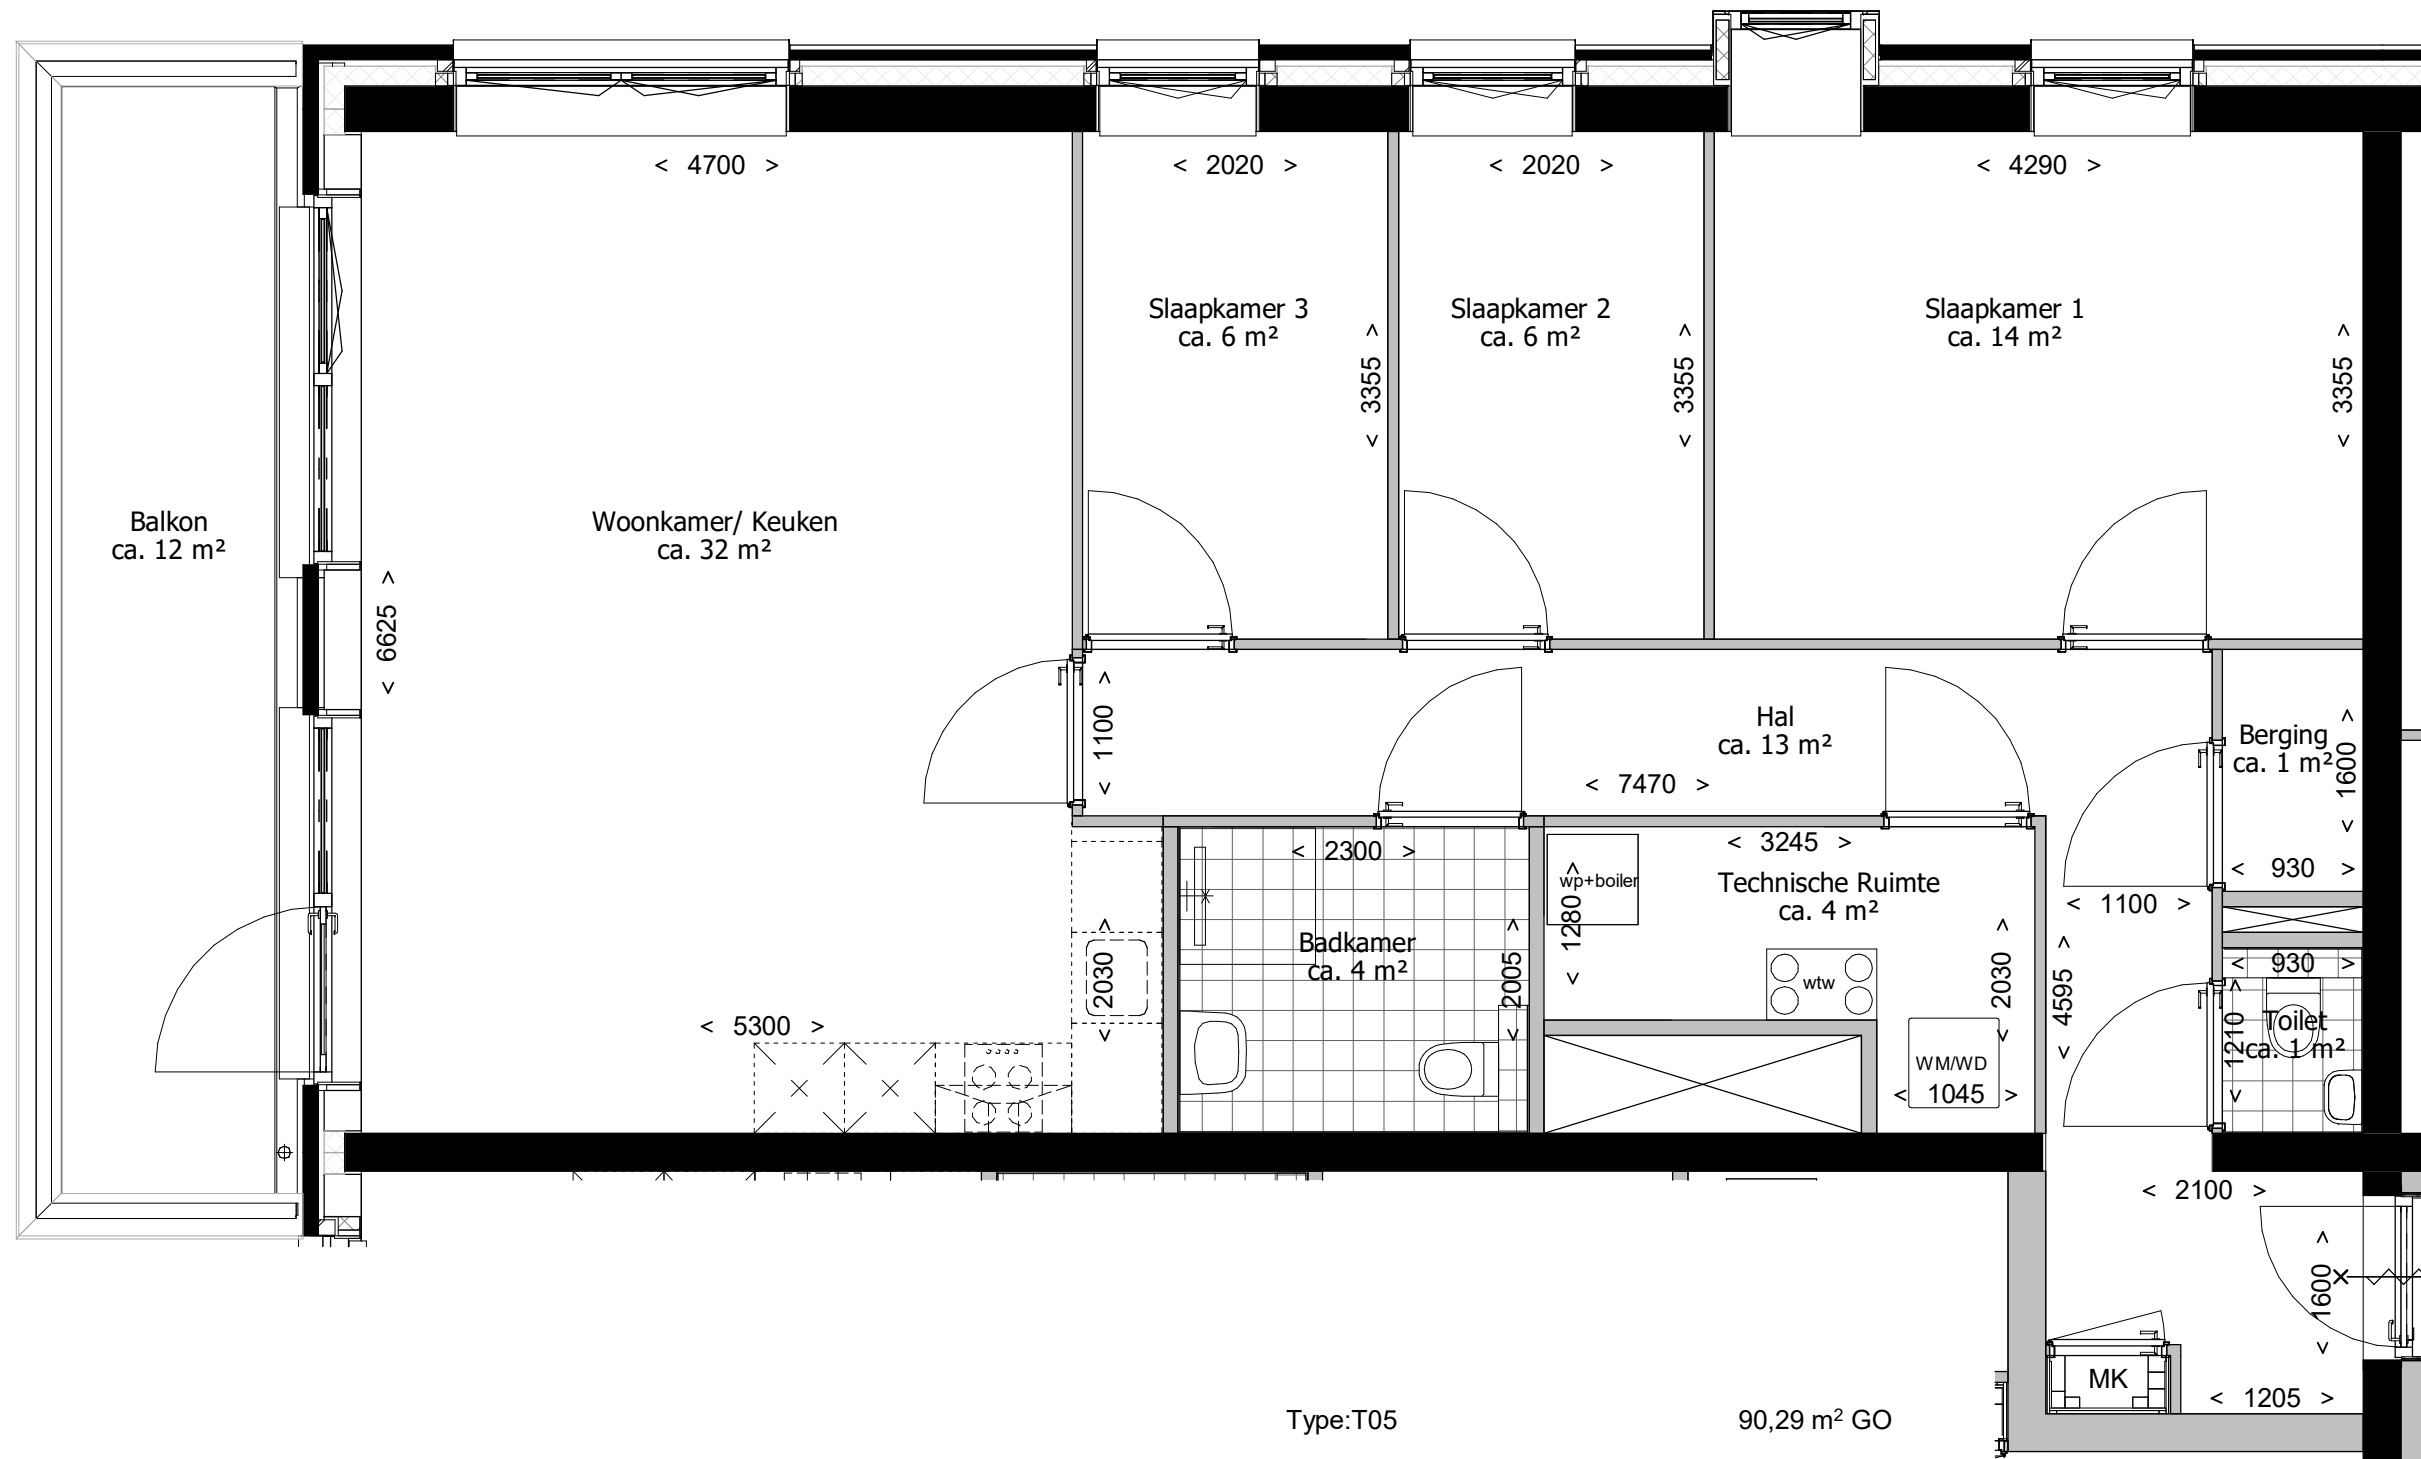 < 4700 >
< 2020 >
< 2020 >
< 4290 >
Slaapkamer 3
ca. 6 m²
< 3355 >
Slaapkamer 2
ca. 6 m²
< 3355 >
Slaapkamer 1
ca. 14 m²
< 3355 >
Balkon
ca. 12 m²
Woonkamer/ Keuken
ca. 32 m²
< 6625 >
< 1100 >
Hal
ca. 13 m²
< 7470 >
Berging
ca. 1 m²
< 1600 >
< 930 >
< 2300 >
< 3245 >
wp+boiler
< 1280 >
Technische Ruimte
ca. 4 m²
< 1100 >
Badkamer
ca. 4 m²
< 2030 >
< 2005 >
wtw
< 2030 >
< 4595 >
< 930 >
< 5300 >
Toilet
ca. 1 m²
< 1210 >
WM/WD
< 1045 >
< 2100 >
< 1600 >
MK
< 1205 >
Type:T05
90,29 m² GO